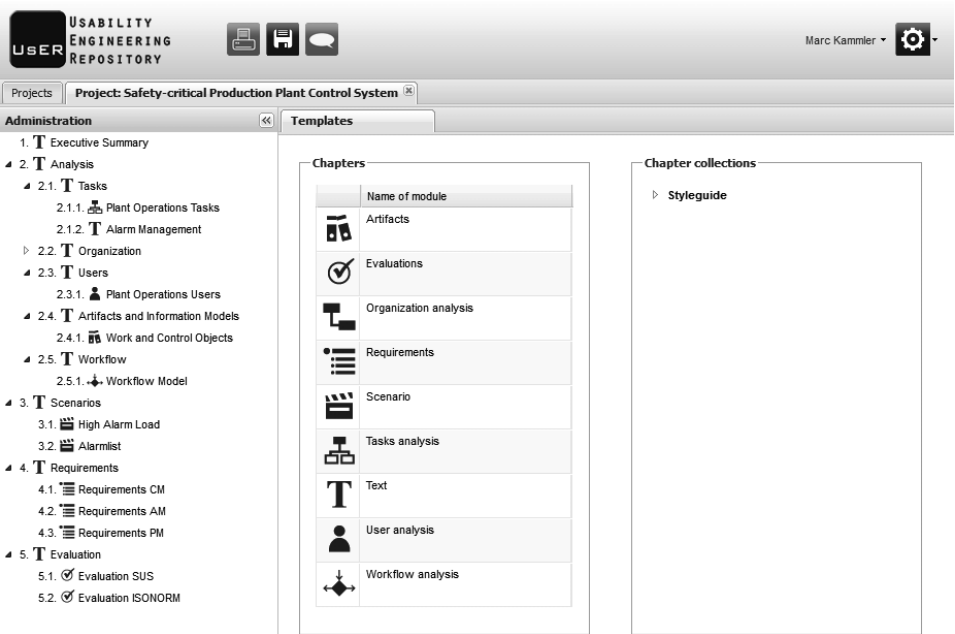 USER
USABILITY
ENGINEERING
REPOSITORY
Marc Kammler
Projects
Project: Safety-critical Production Plant Control System
Administration
Templates
1. T Executive Summary
2. T Analysis
2.1. T Tasks
2.1.1. Plant Operations Tasks
2.1.2. T Alarm Management
2.2. T Organization
2.3. T Users
2.3.1. Plant Operations Users
2.4. T Artifacts and Information Models
2.4.1. Work and Control Objects
2.5. T Workflow
2.5.1. Workflow Model
3. T Scenarios
3.1. High Alarm Load
3.2. Alarmlist
4. T Requirements
4.1. Requirements CM
4.2. Requirements AM
4.3. Requirements PM
5. T Evaluation
5.1. Evaluation SUS
5.2. Evaluation ISONORM
Chapters
Name of module
Artifacts
Evaluations
Organization analysis
Requirements
Scenario
Tasks analysis
T Text
User analysis
Workflow analysis
Chapter collections
Styleguide